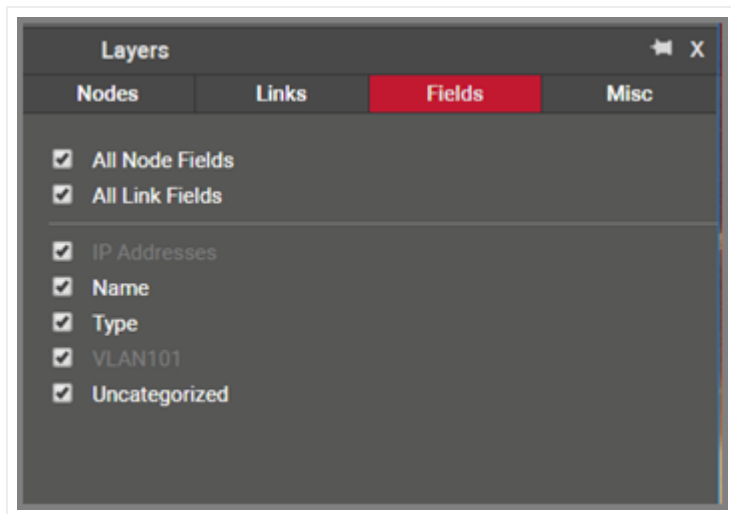 Layers X
Nodes Links Fields Misc
All Node Fields
All Link Fields
IP Addresses
Name
Type
VLAN101
Uncategorized